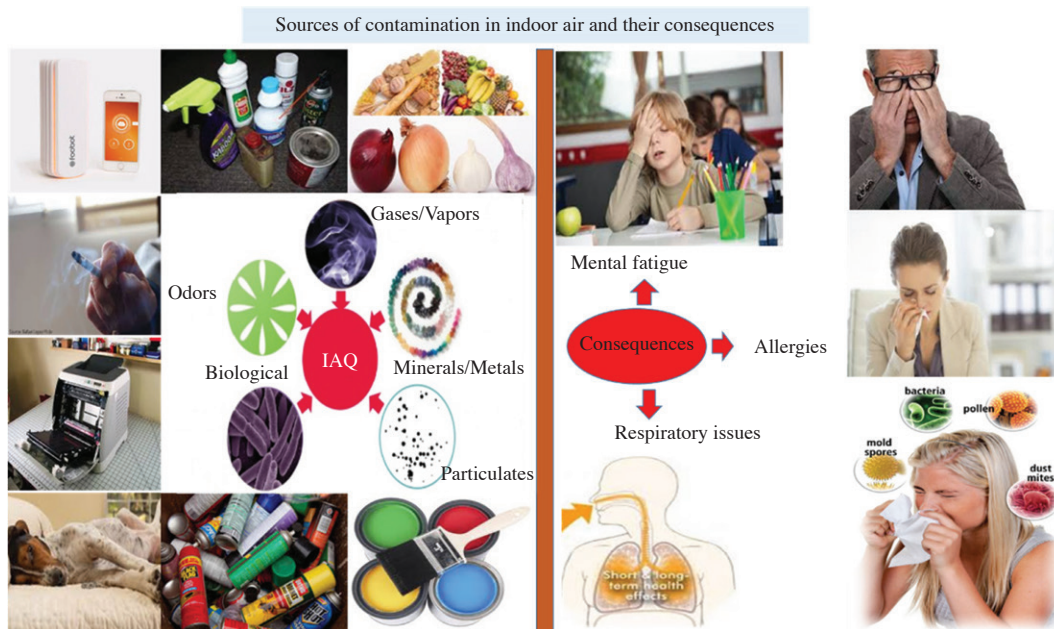 Sources of contamination in indoor air and their consequences
footbot
Gases/Vapors
Odors
IAQ
Biological
Minerals/Metals
Particulates
Mental fatigue
Consequences
Allergies
Respiratory issues
Short & long-
term health
effects
bacteria
pollen
mold
spores
dust
mites